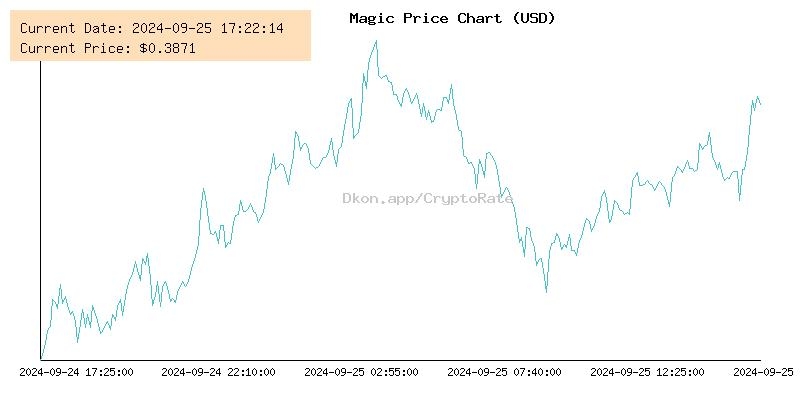 Magic Price Chart (USD)
Current Date: 2024-09-25 17:22:14
Current Price: $0.3871
Dkon.app/CryptoRate
2024-09-24 17:25:00
2024-09-24 22:10:00
2024-09-25 02:55:00
2024-09-25 07:40:00
2024-09-25 12:25:00
2024-09-25